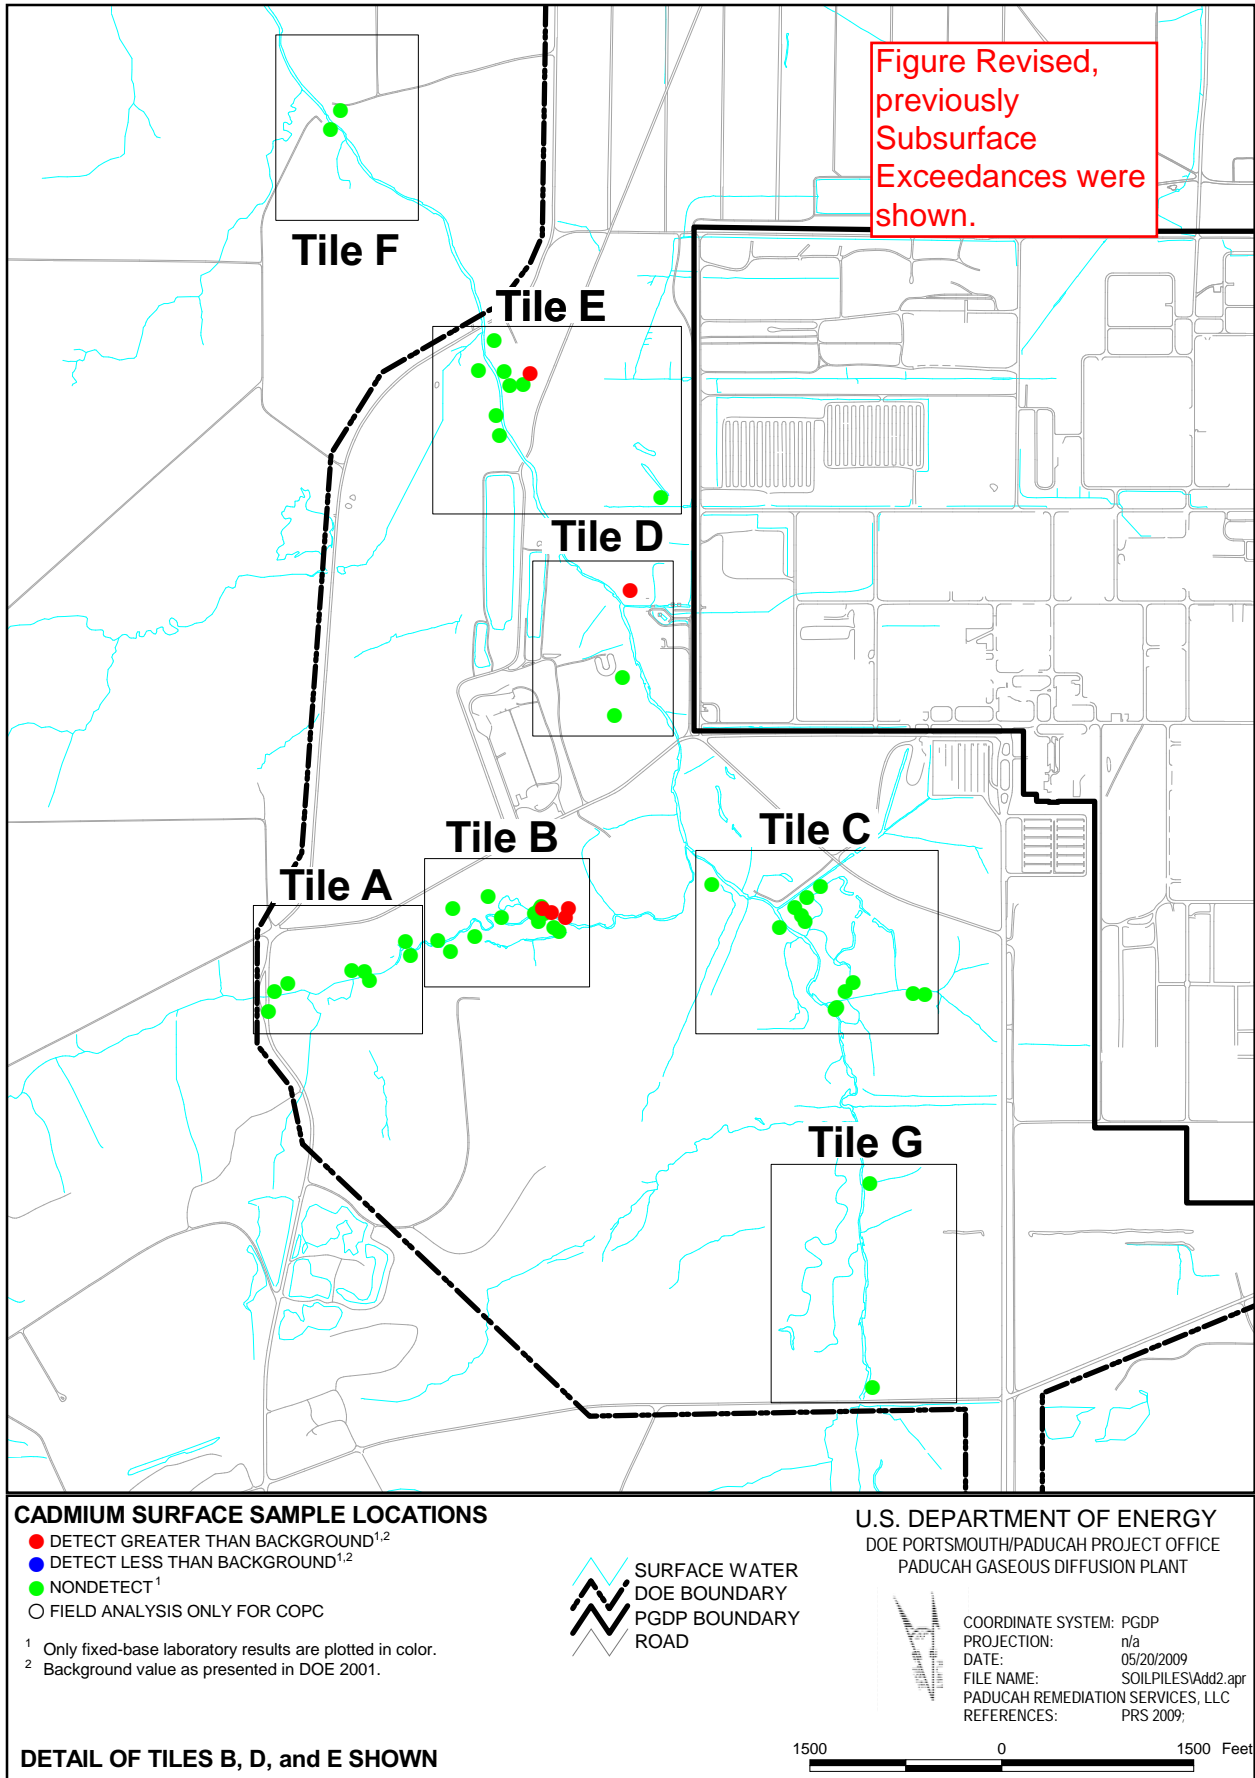 Figure Revised,
previously
Subsurface
Exceedances were
shown.
Tile F
Tile E
Tile D
Tile B
Tile C
Tile A
Tile G
CADMIUM SURFACE SAMPLE LOCATIONS
DETECT GREATER THAN BACKGROUND1,2
DETECT LESS THAN BACKGROUND1,2
NONDETECT1
FIELD ANALYSIS ONLY FOR COPC
1 Only fixed-base laboratory results are plotted in color.
2 Background value as presented in DOE 2001.
DETAIL OF TILES B, D, and E SHOWN
SURFACE WATER
DOE BOUNDARY
PGDP BOUNDARY
ROAD
U.S. DEPARTMENT OF ENERGY
DOE PORTSMOUTH/PADUCAH PROJECT OFFICE
PADUCAH GASEOUS DIFFUSION PLANT
COORDINATE SYSTEM: PGDP
PROJECTION: n/a
DATE: 05/20/2009
FILE NAME: SOILPILES\Add2.apr
PADUCAH REMEDIATION SERVICES, LLC
REFERENCES: PRS 2009;
1500 0 1500 Feet